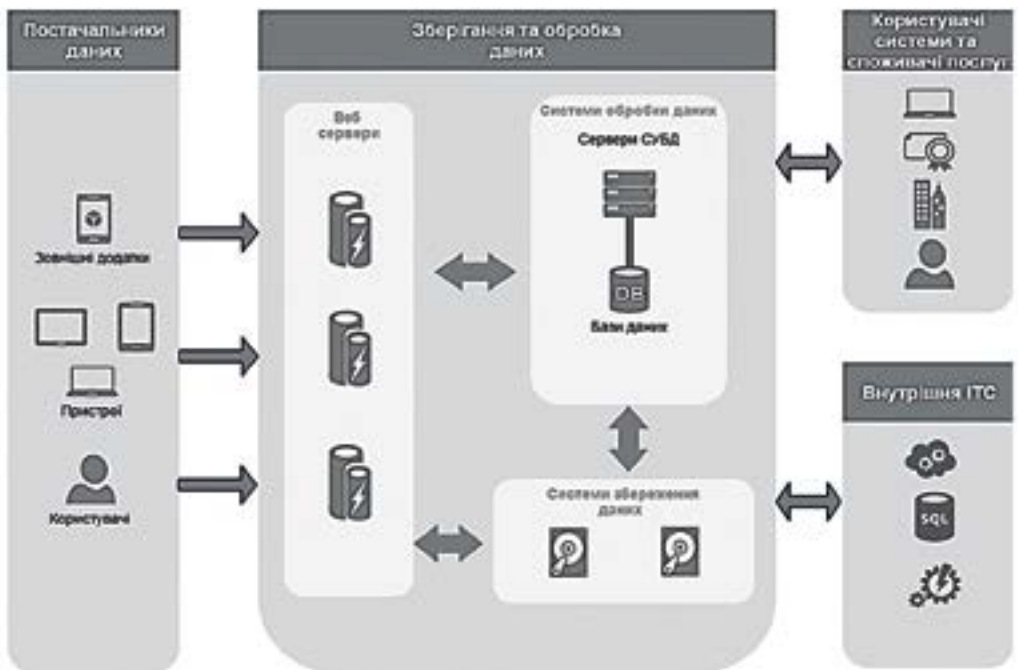 Постачальники
даних
Зовнішні додатки
Пристрої
Користувачі
Зберігання та обробка
даних
Веб
сервери
Системи обробки даних
Сервери СУБД
DB
Бази даних
Системи збереження
даних
Користувачі
системи та
споживачі послуг
Внутрішня ІТС
SQL